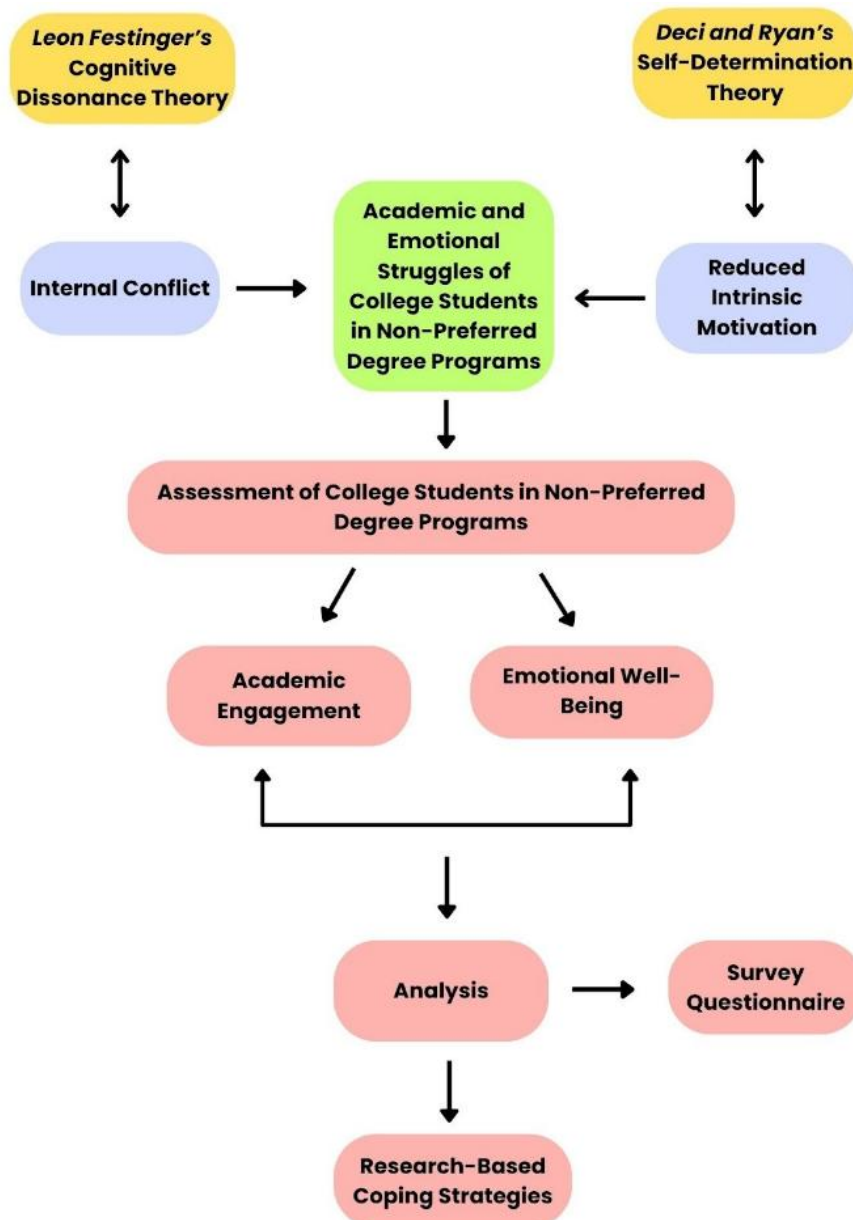 Leon Festinger's
Cognitive
Dissonance Theory
Deci and Ryan's
Self-Determination
Theory
Internal Conflict
Academic and
Emotional
Struggles of
College Students
in Non-Preferred
Degree Programs
Reduced
Intrinsic
Motivation
Assessment of College Students in Non-Preferred
Degree Programs
Academic
Engagement
Emotional Well-
Being
Analysis
Survey
Questionnaire
Research-Based
Coping Strategies